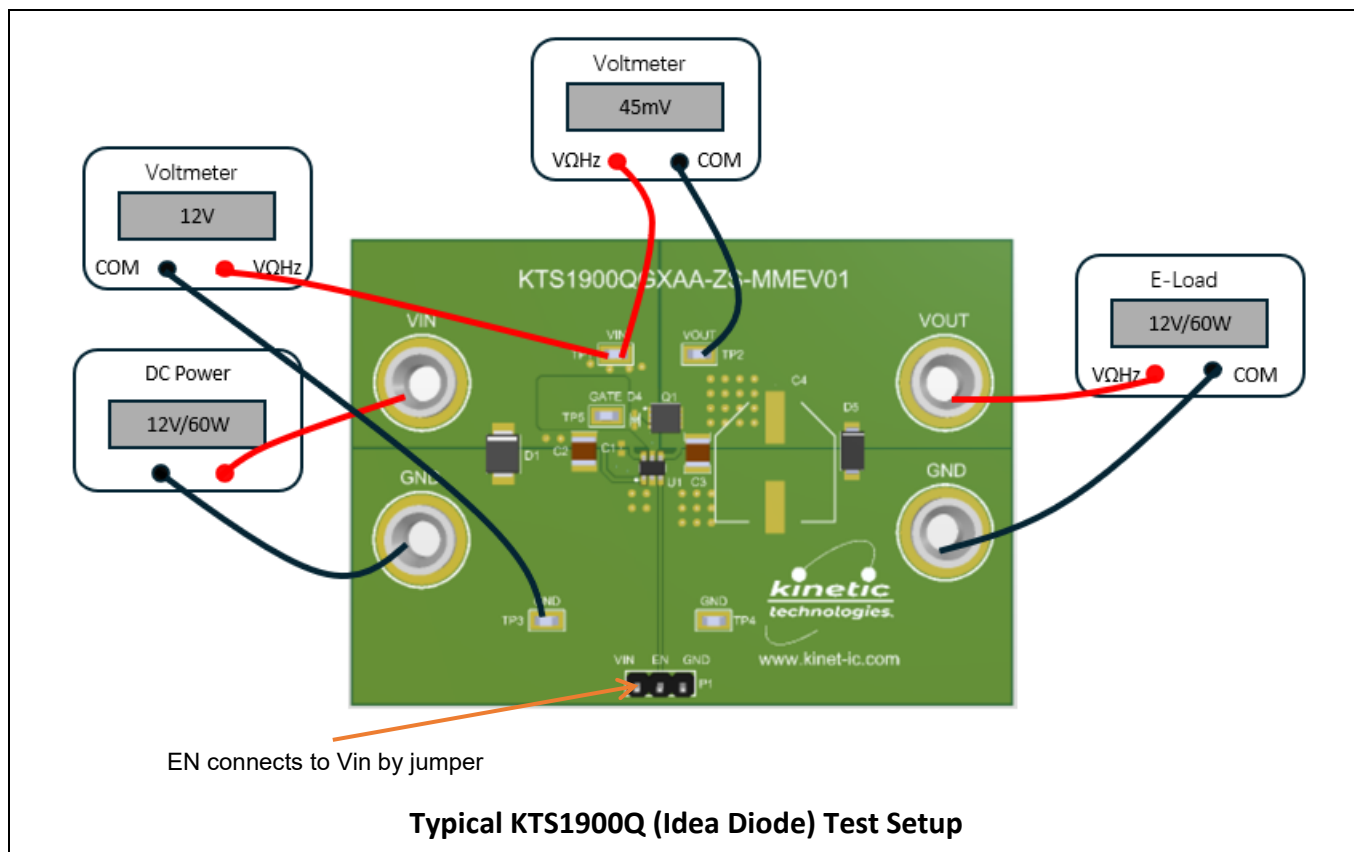 Voltmeter
45mV
VΩHz
COM
Voltmeter
12V
COM
VΩHz
KTS1900QGXAA-ZS-MMEV01
E-Load
12V/60W
VΩHz
COM
VIN
VIN
VOUT
VOUT
TP2
DC Power
12V/60W
GATE
D4
Q1
C4
TP5
D5
D1
C2
C1
U1
C3
GND
GND
kinetic
technologies.
GND
TP3
GND
TP4
www.kinet-ic.com
VIN EN GND
EN connects to Vin by jumper
Typical KTS1900Q (Idea Diode) Test Setup